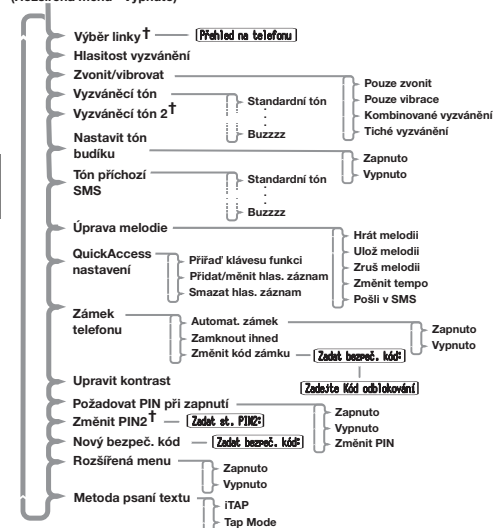 (Rozšířená menu - vypnuto)
Výběr linky† [Přehled na telefonu]
Hlasitost vyzvánění
Zvonit/vibrovat
Pouze zvonit
Pouze vibrace
Kombinované vyzvánění
Tiché vyzvánění
Vyzváněcí tón
Vyzváněcí tón 2†
Standardní tón
Buzzzz
Nastavit tón
budíku
Zapnuto
Vypnuto
Tón příchozí
SMS
Standardní tón
Buzzzz
Úprava melodie
Hrát melodii
Ulož melodii
Zruš melodii
Změnit tempo
Pošli v SMS
QuickAccess
nastavení
Přiřaď klávesu funkci
Přidat/měnit hlas. záznam
Smazat hlas. záznam
Zámek
telefonu
Automat. zámek
Zapnuto
Vypnuto
Zamknout ihned
Změnit kód zámku [Zadat bezpeč. kód:]
[Zadejte Kód odblokování]
Upravit kontrast
Požadovat PIN při zapnutí
Zapnuto
Vypnuto
Změnit PIN
Změnit PIN2† [Zadat st. PIN2:]
Nový bezpeč. kód [Zadat bezpeč. kód:]
Rozšířená menu
Zapnuto
Vypnuto
Metoda psaní textu
iTAP
Tap Mode